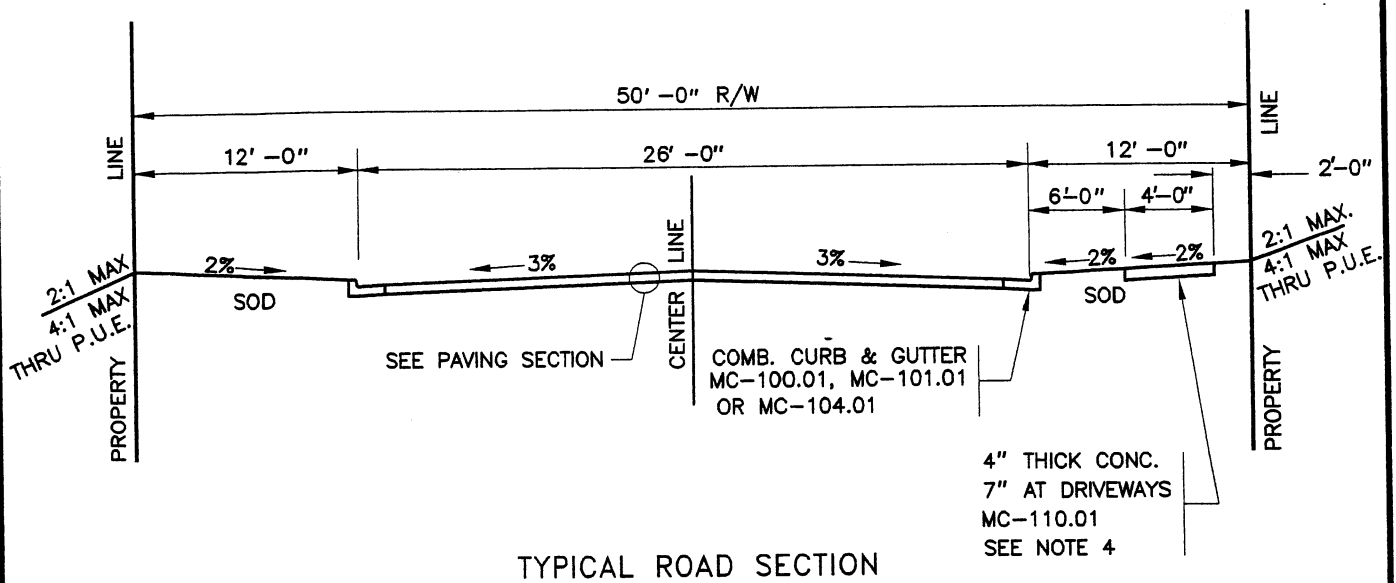 50'-0" R/W
12'-0"
26'-0"
12'-0"
2'-0"
6'-0"
4'-0"
LINE
LINE
2:1 MAX
4:1 MAX
THRU P.U.E.
2%
SOD
3%
CENTER LINE
3%
2%
2%
SOD
2:1 MAX.
4:1 MAX
THRU P.U.E.
SEE PAVING SECTION
COMB. CURB & GUTTER
MC-100.01, MC-101.01
OR MC-104.01
PROPERTY
PROPERTY
4" THICK CONC.
7" AT DRIVEWAYS
MC-110.01
SEE NOTE 4
TYPICAL ROAD SECTION